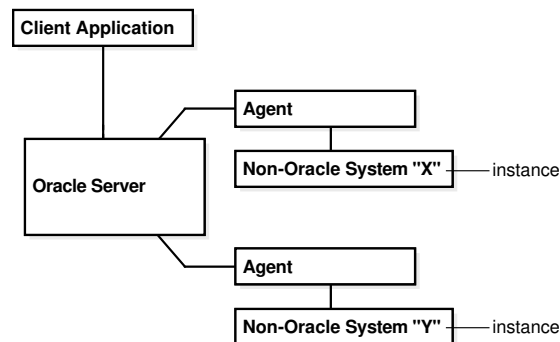 Client Application
Agent
Non-Oracle System "X" instance
Oracle Server
Agent
Non-Oracle System "Y" instance